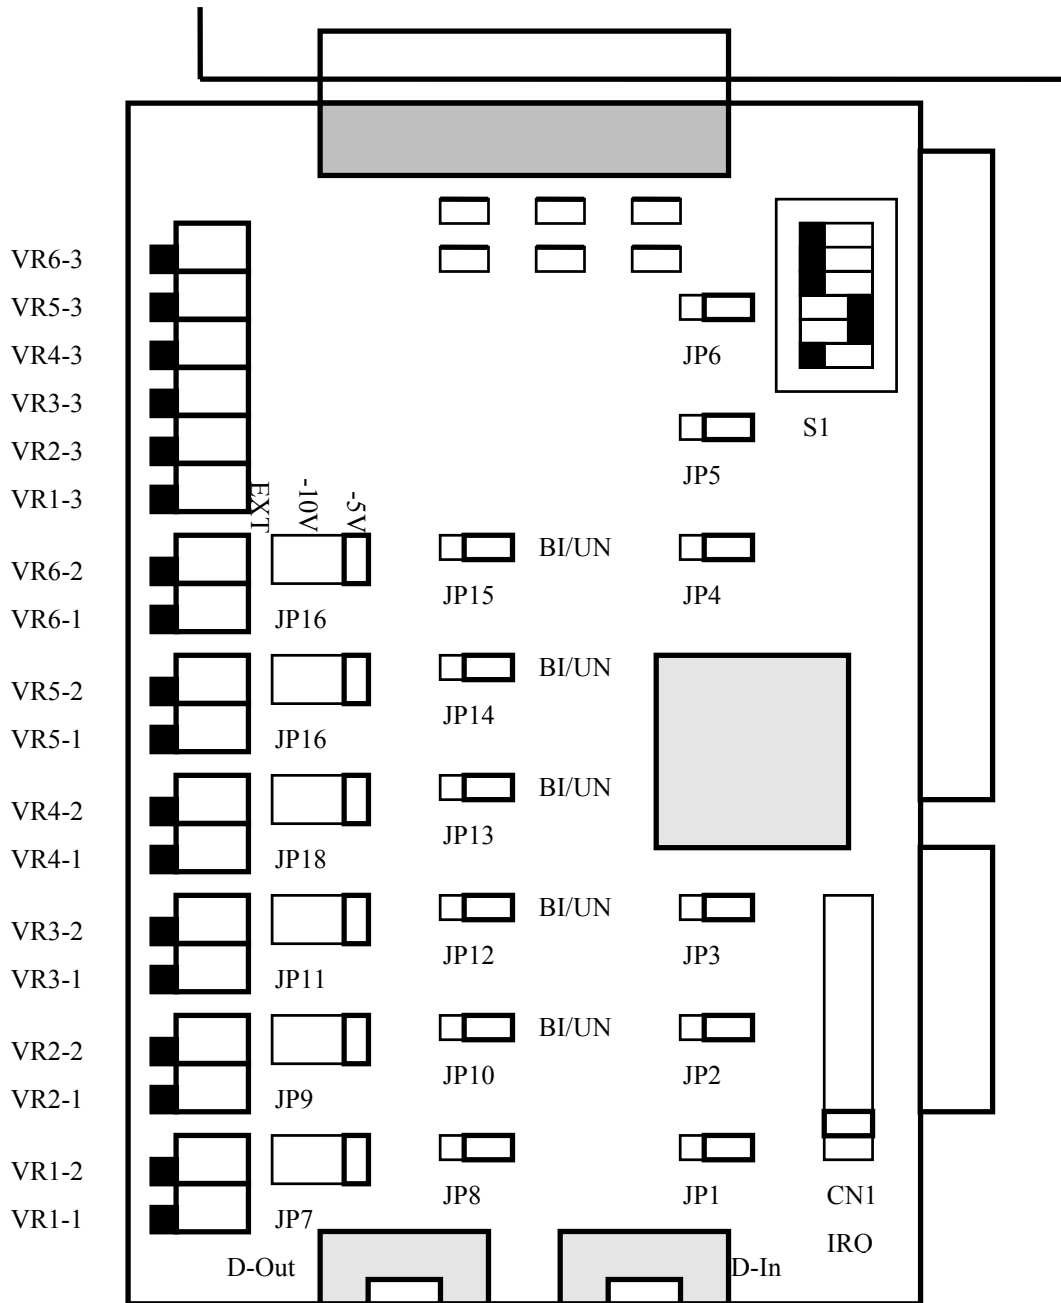 VR6-3
VR5-3
JP6
VR4-3
VR3-3
S1
VR2-3
JP5
VR1-3
EXT
-10V
-5V
BI/UN
VR6-2
JP15
JP4
VR6-1
JP16
BI/UN
VR5-2
JP14
VR5-1
JP16
BI/UN
VR4-2
JP13
VR4-1
JP18
BI/UN
VR3-2
JP12
JP3
VR3-1
JP11
BI/UN
VR2-2
JP10
JP2
VR2-1
JP9
VR1-2
JP8
JP1
CN1
VR1-1
JP7
IRO
D-Out
D-In